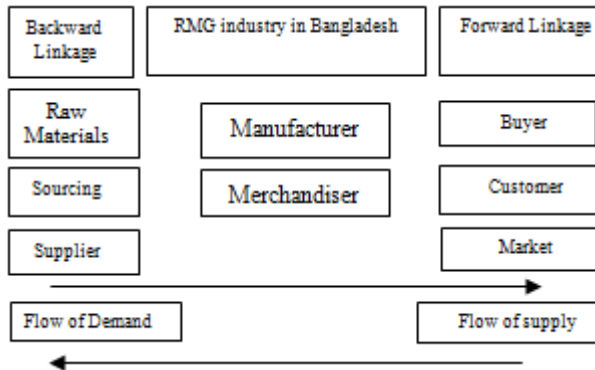 Backward
Linkage
RMG industry in Bangladesh
Forward Linkage
Raw
Materials
Manufacturer
Buyer
Sourcing
Merchandiser
Customer
Supplier
Market
Flow of Demand
Flow of supply